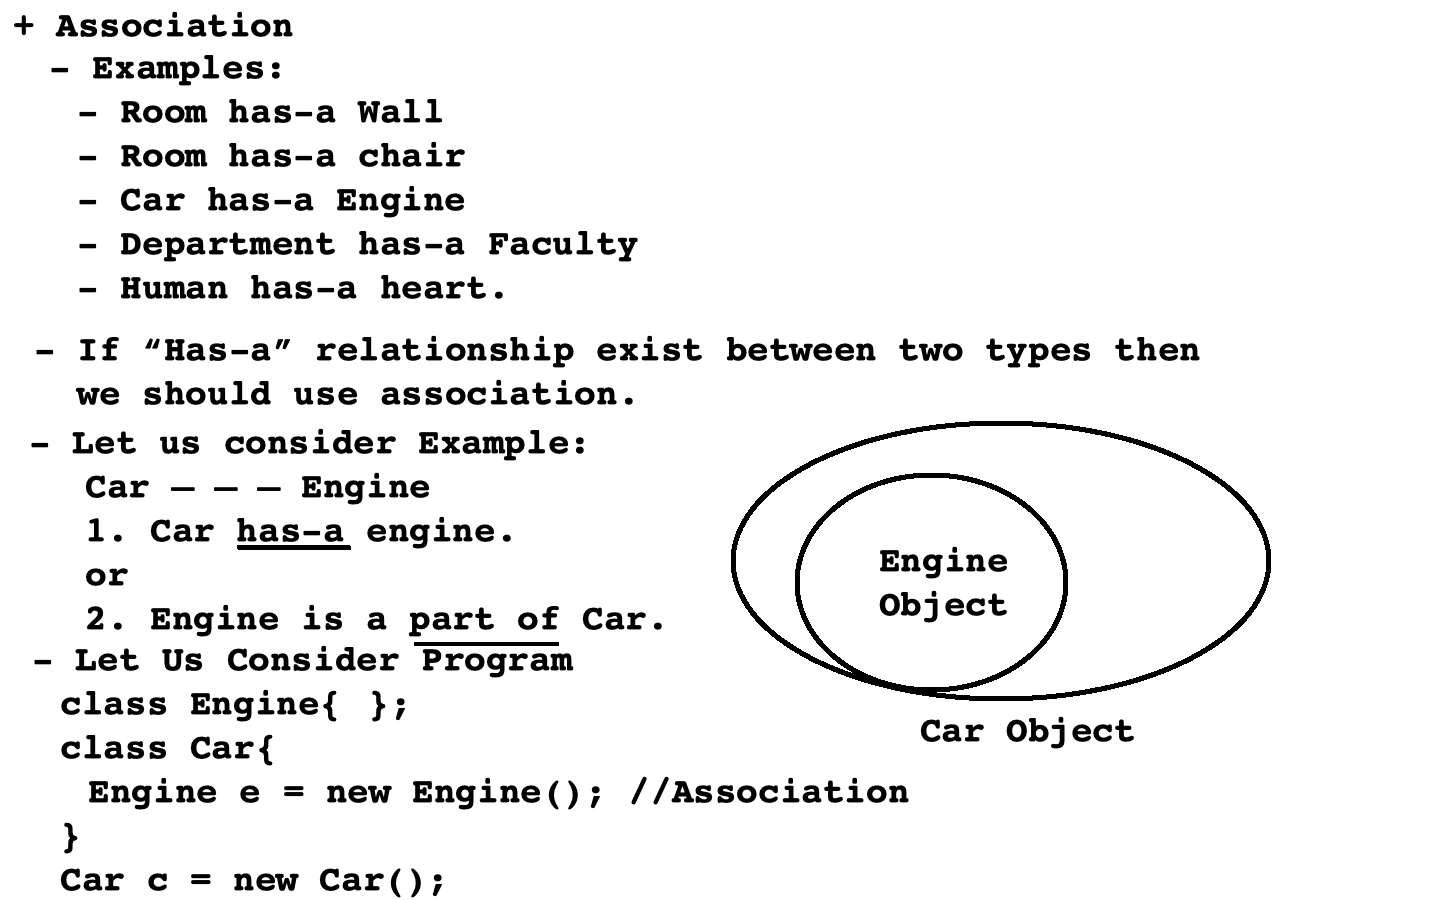 + Association
- Examples:
- Room has-a Wall
- Room has-a chair
- Car has-a Engine
- Department has-a Faculty
- Human has-a heart.
- If “Has-a” relationship exist between two types then
we should use association.
- Let us consider Example:
Car — — — Engine
1. Car has-a engine.
or
2. Engine is a part of Car.
- Let Us Consider Program
class Engine{ };
class Car{
Engine e = new Engine(); //Association
}
Car c = new Car();
Engine
Object
Car Object